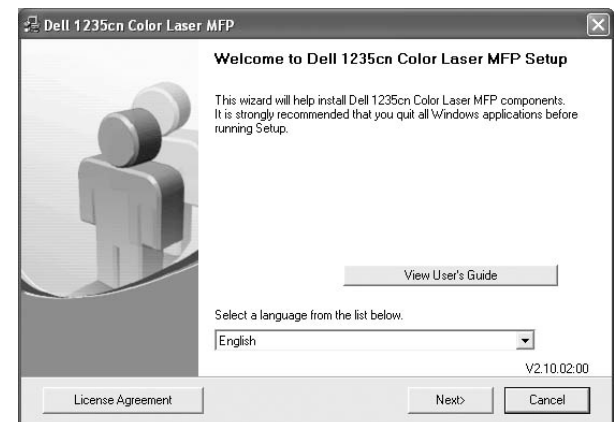 Dell 1235cn Color Laser MFP
Welcome to Dell 1235cn Color Laser MFP Setup
This wizard will help install Dell 1235cn Color Laser MFP components.
It is strongly recommended that you quit all Windows applications before
running Setup.
View User's Guide
Select a language from the list below.
English
V2.10.02:00
License Agreement
Next>
Cancel